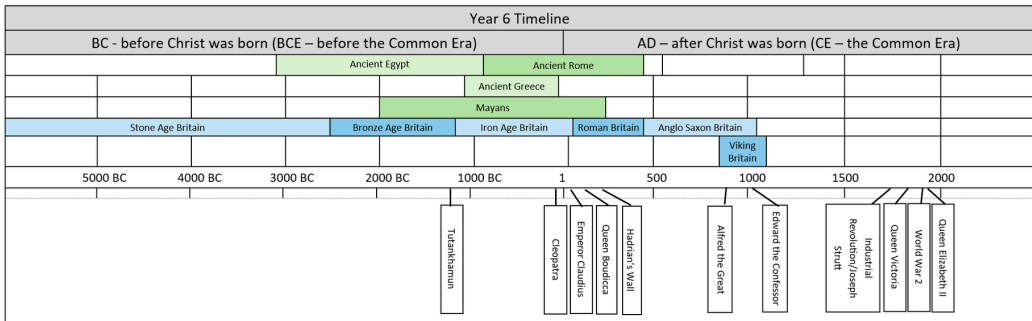 Year 6 Timeline
BC - before Christ was born (BCE – before the Common Era)
AD – after Christ was born (CE – the Common Era)
Ancient Egypt
Ancient Rome
Ancient Greece
Mayans
Stone Age Britain
Bronze Age Britain
Iron Age Britain
Roman Britain
Anglo Saxon Britain
Viking
Britain
5000 BC
4000 BC
3000 BC
2000 BC
1000 BC
1
500
1000
1500
2000
Tutankhamun
Cleopatra
Emperor Claudius
Queen Boudicca
Hadrian's Wall
Alfred the Great
Edward the Confessor
Industrial
Revolution/Joseph
Strutt
Queen Victoria
World War 2
Queen Elizabeth II